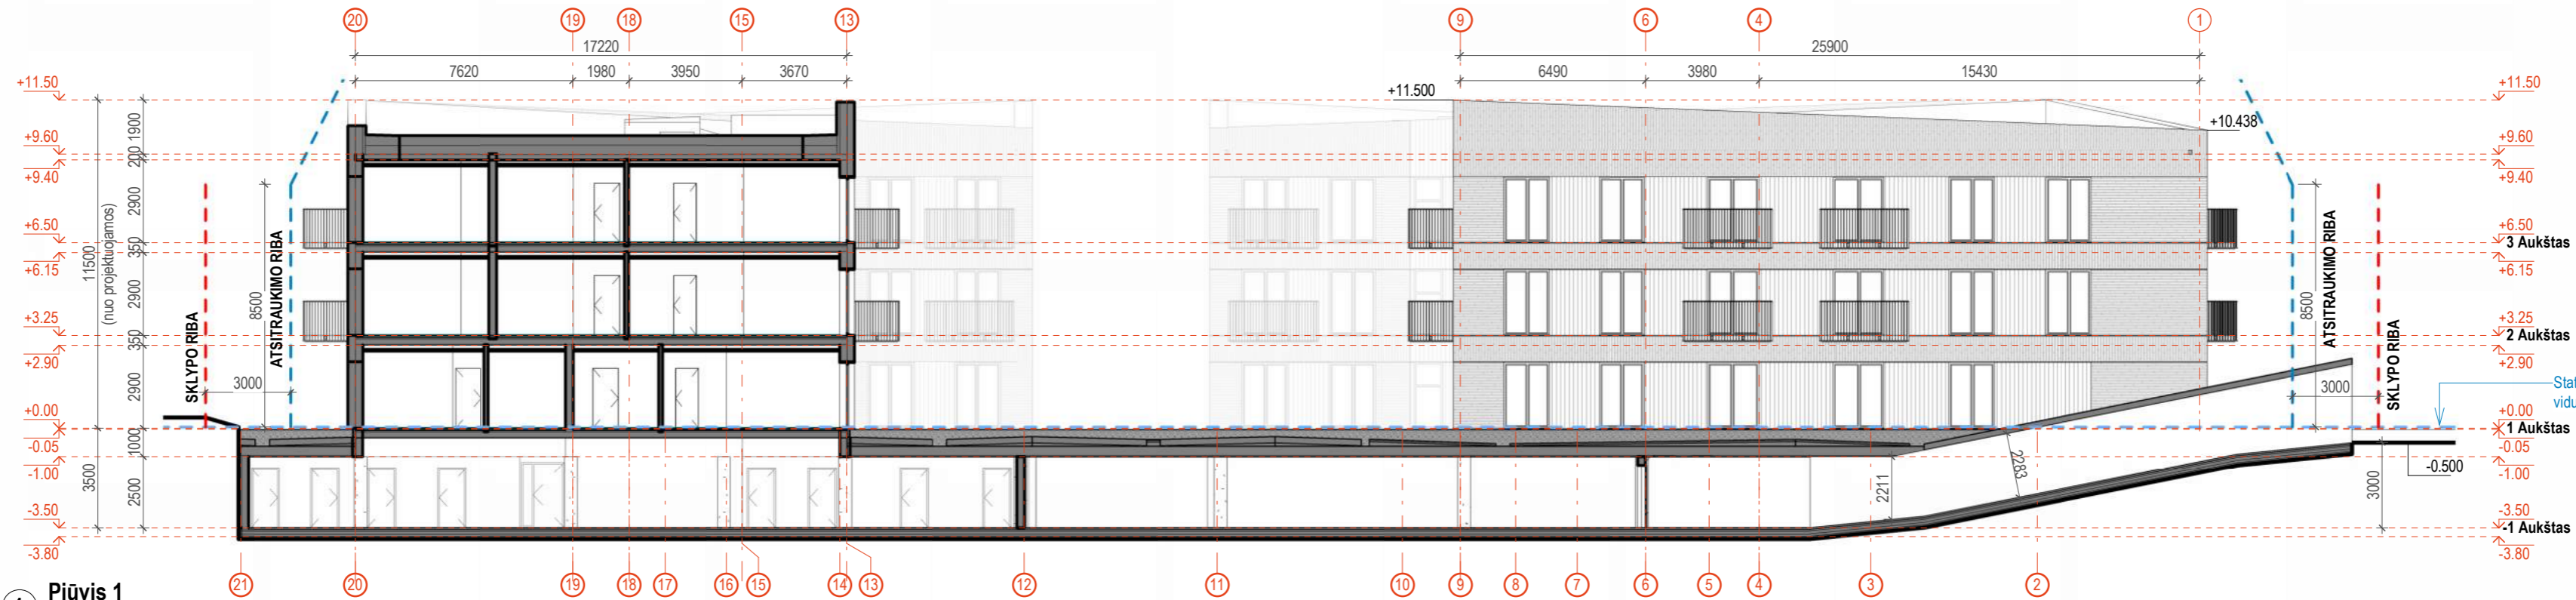 20 19 18 15 13 9 6 4 1
17220 25900
7620 1980 3950 3670 6490 3980 15430
+11.50 +11.500 +11.50
+10.438
1900
+9.60 +9.60
200
+9.40 +9.40
2900
11500
(nuo projektuojamos)
+6.50 +6.50
3 Aukštas
350
+6.15 +6.15
2900
8500 8500
SKLYPO RIBA
ATSITRAUKIMO RIBA
ATSITRAUKIMO RIBA
SKLYPO RIBA
+3.25 +3.25
2 Aukštas
350
+2.90 +2.90
2900
3000 3000
Stat
vidu
+0.00 +0.00
1 Aukštas
-0.05 -0.05
1000
-1.00 -1.00
-0.500
3500
2500
2211
2283
3000
-3.50 -3.50
-1 Aukštas
-3.80 -3.80
21 20 19 18 17 16 15 14 13 12 11 10 9 8 7 6 5 4 3 2
Pjūvis 1